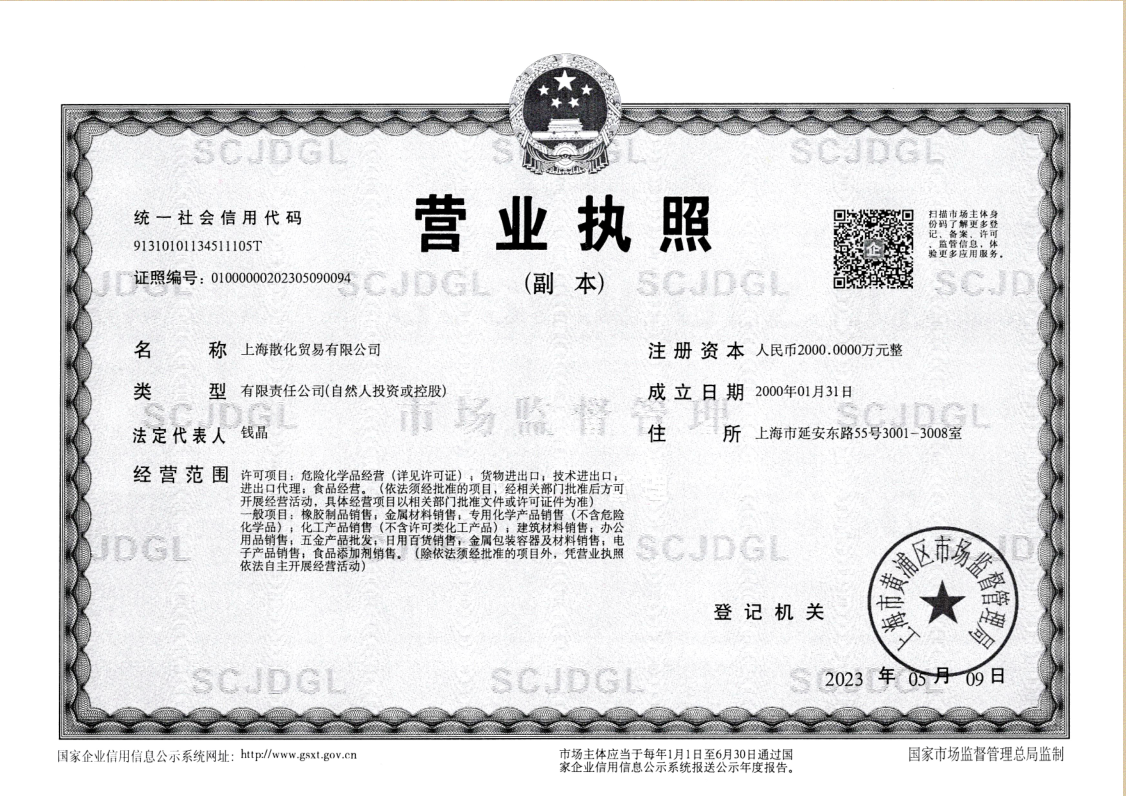 SCJDGL
统一社会信用代码
91310101134511105T
证照编号：01000000202305090094
营业执照
（副 本）
扫描市场主体身
份码了解更多登
记、备案、许可
、监管信息，体
验更多应用服务。
名 称 上海散化贸易有限公司
类 型 有限责任公司(自然人投资或控股)
法定代表人 钱晶
经营范围 许可项目：危险化学品经营（详见许可证）；货物进出口；技术进出口；
进出口代理；食品经营。（依法须经批准的项目，经相关部门批准后方可
开展经营活动，具体经营项目以相关部门批准文件或许可证件为准）
一般项目：橡胶制品销售；金属材料销售；专用化学产品销售（不含危险
化学品）；化工产品销售（不含许可类化工产品）；建筑材料销售；办公
用品销售；五金产品批发；日用百货销售；金属包装容器及材料销售；电
子产品销售；食品添加剂销售。（除依法须经批准的项目外，凭营业执照
依法自主开展经营活动）
注册资本 人民币2000.0000万元整
成立日期 2000年01月31日
住 所 上海市延安东路55号3001-3008室
市场监督管理
登记机关
上海市黄浦区市场监督管理局
2023 年 05 月 09 日
国家企业信用信息公示系统网址：http://www.gsxt.gov.cn
市场主体应当于每年1月1日至6月30日通过国
家企业信用信息公示系统报送公示年度报告。
国家市场监督管理总局监制